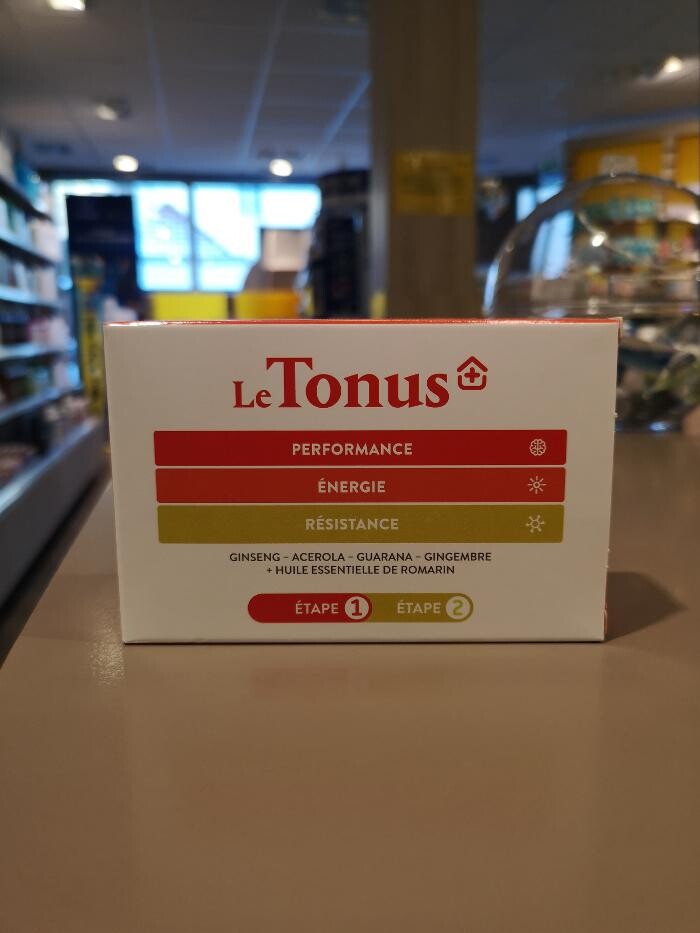 Le Tonus
PERFORMANCE
ÉNERGIE
RÉSISTANCE
GINSENG – ACEROLA – GUARANA – GINGEMBRE
+ HUILE ESSENTIELLE DE ROMARIN
ÉTAPE 1 ÉTAPE 2